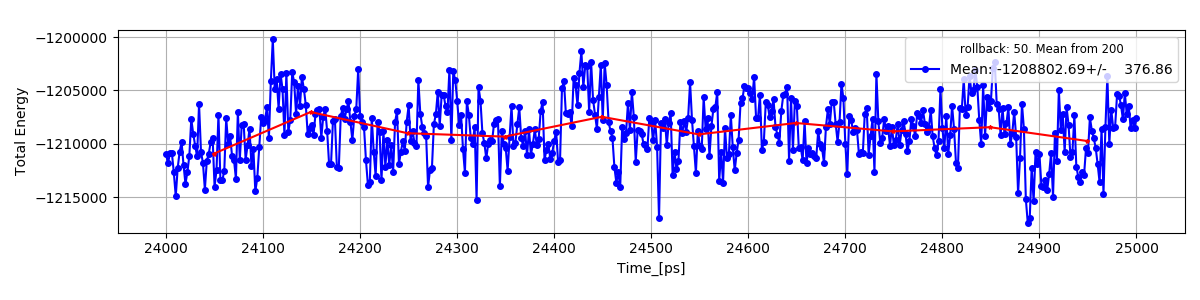 rollback: 50. Mean from 200
Mean:-1208802.69+/- 376.86
Total Energy
−1200000
−1205000
−1210000
−1215000
24000 24100 24200 24300 24400 24500 24600 24700 24800 24900 25000
Time_[ps]